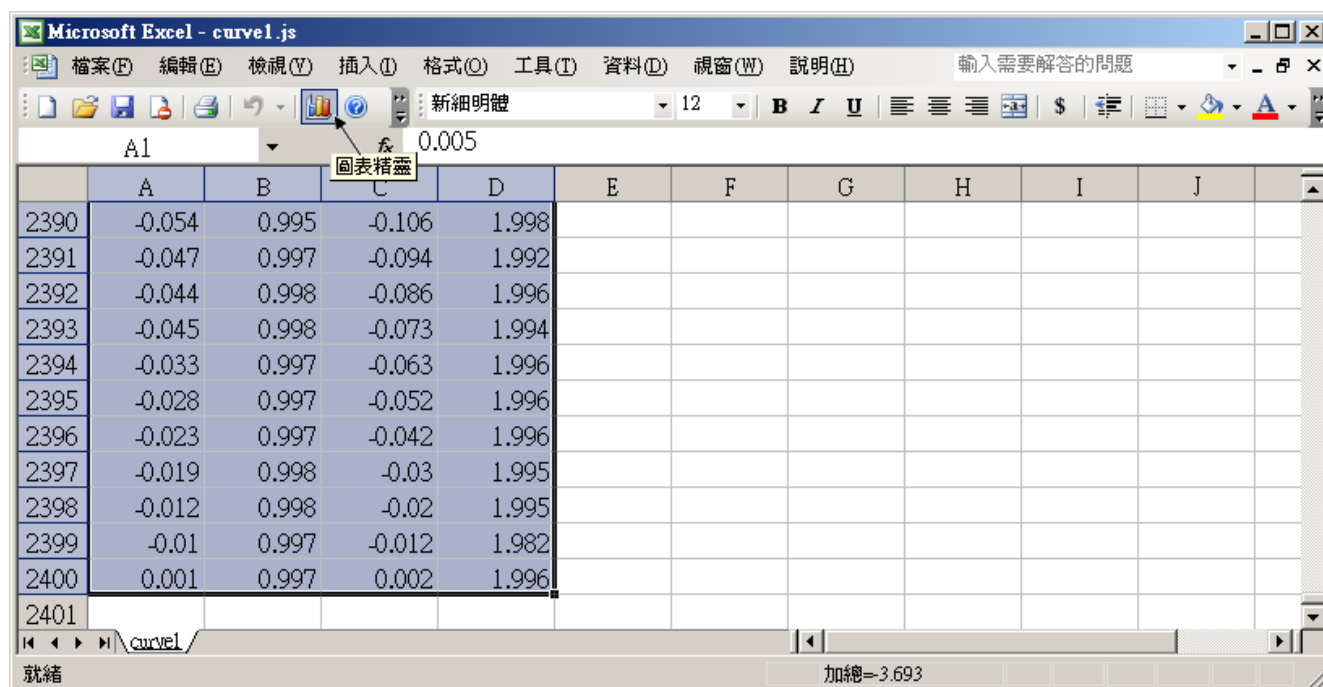 Microsoft Excel - curve1.js
檔案(F) 編輯(E) 檢視(V) 插入(I) 格式(O) 工具(T) 資料(D) 視窗(W) 說明(H) 輸入需要解答的問題
新細明體 12 B I U $ A
A1 fx 0.005
圖表精靈
A B C D E F G H I J
2390 -0.054 0.995 -0.106 1.998
2391 -0.047 0.997 -0.094 1.992
2392 -0.044 0.998 -0.086 1.996
2393 -0.045 0.998 -0.073 1.994
2394 -0.033 0.997 -0.063 1.996
2395 -0.028 0.997 -0.052 1.996
2396 -0.023 0.997 -0.042 1.996
2397 -0.019 0.998 -0.03 1.995
2398 -0.012 0.998 -0.02 1.995
2399 -0.01 0.997 -0.012 1.982
2400 0.001 0.997 0.002 1.996
2401
curve1
就緒 加總=-3.693